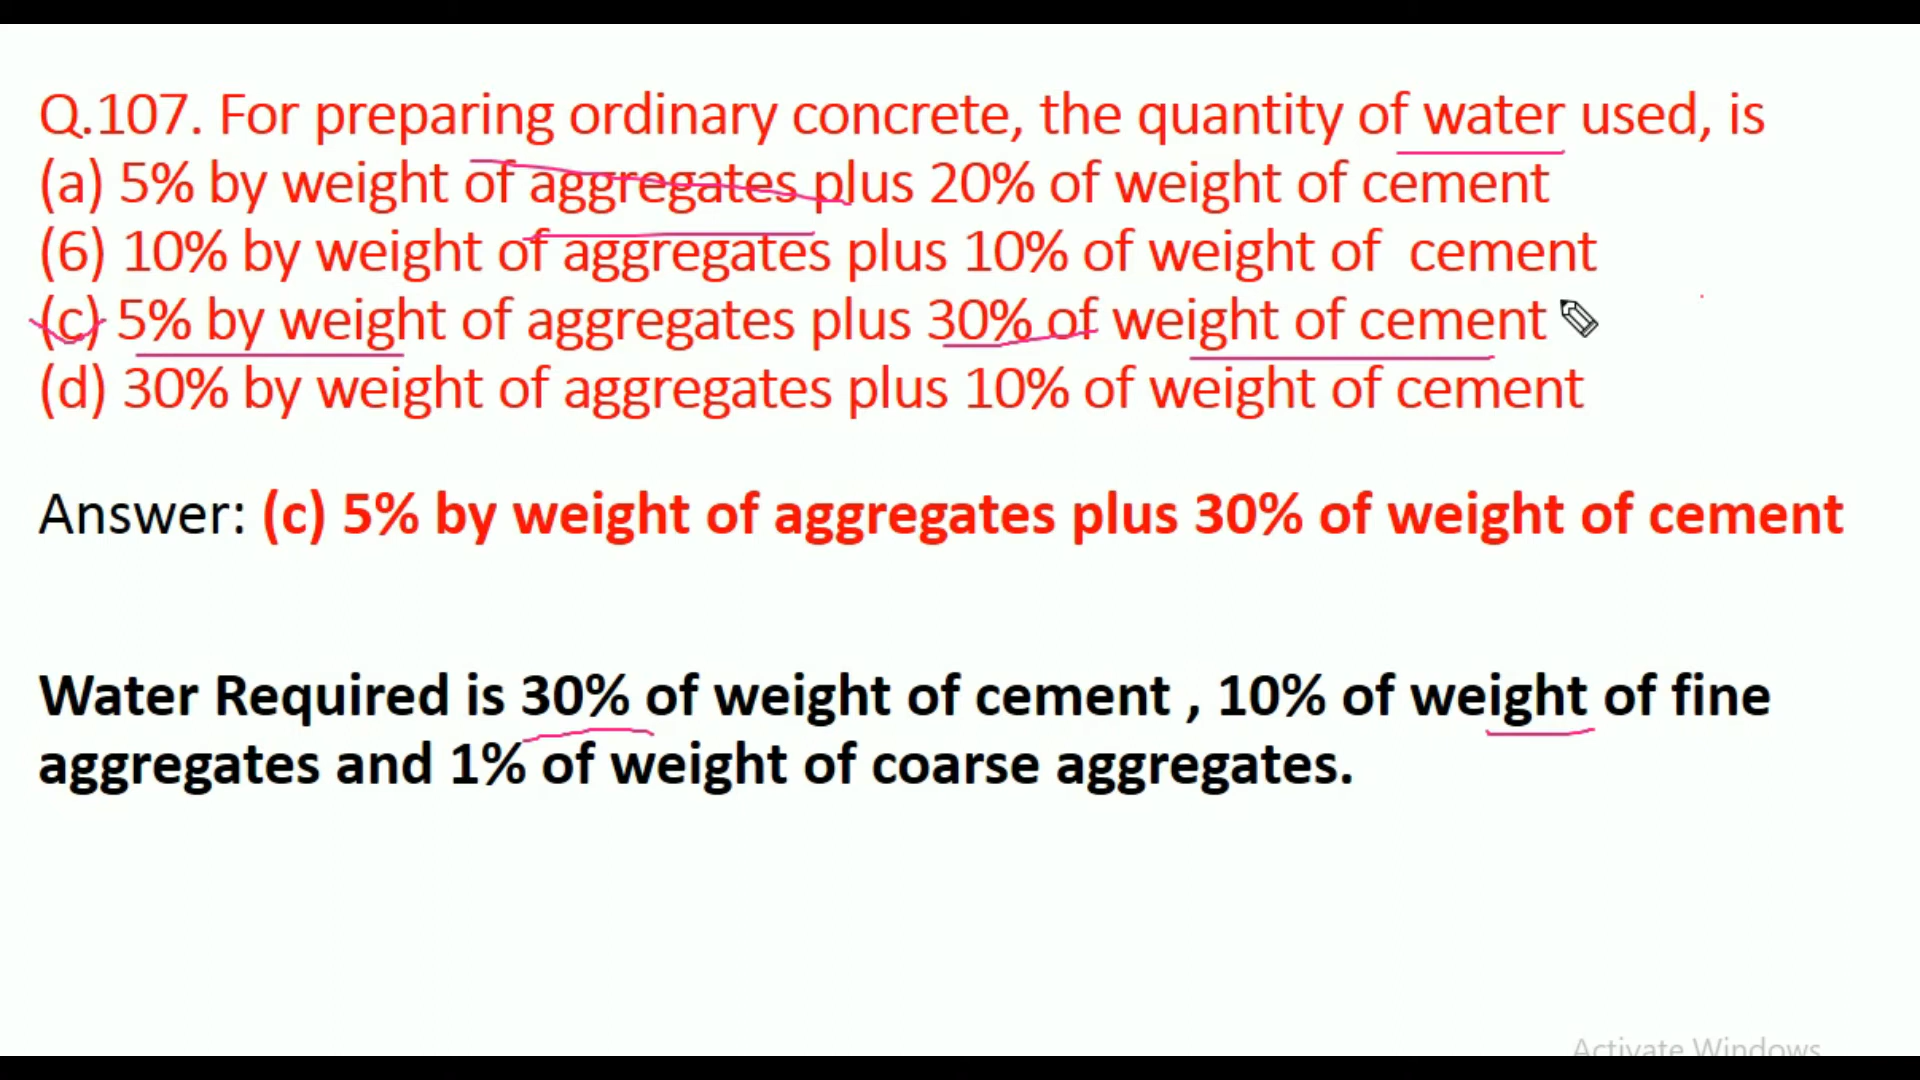 Q.107. For preparing ordinary concrete, the quantity of water used, is
(a) 5% by weight of aggregates plus 20% of weight of cement
(6) 10% by weight of aggregates plus 10% of weight of cement
(c) 5% by weight of aggregates plus 30% of weight of cement
(d) 30% by weight of aggregates plus 10% of weight of cement
Answer: (c) 5% by weight of aggregates plus 30% of weight of cement
Water Required is 30% of weight of cement , 10% of weight of fine
aggregates and 1% of weight of coarse aggregates.
Activate Windows